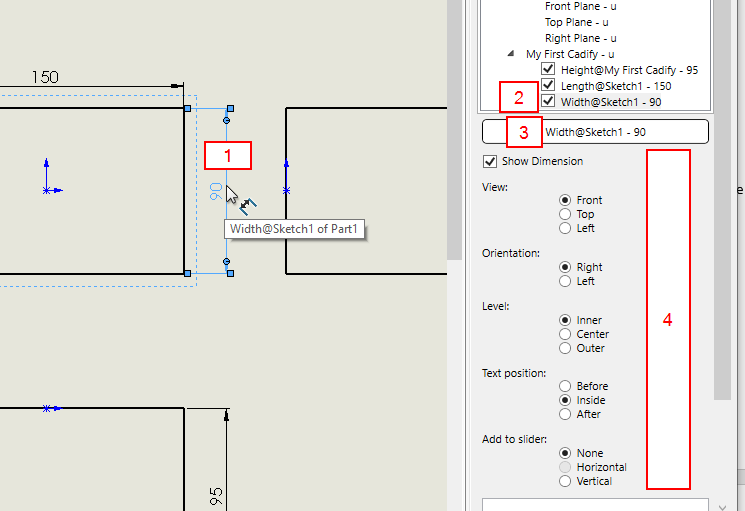 Front Plane - u
Top Plane - u
Right Plane - u
My First Cadify - u
Height@My First Cadify - 95
Length@Sketch1 - 150
2
Width@Sketch1 - 90
150
3
Width@Sketch1 - 90
1
Show Dimension
90
View:
Front
Top
Left
Width@Sketch1 of Part1
Orientation:
Right
Left
Level:
Inner
Center
Outer
4
Text position:
Before
Inside
After
Add to slider:
None
Horizontal
Vertical
95
e